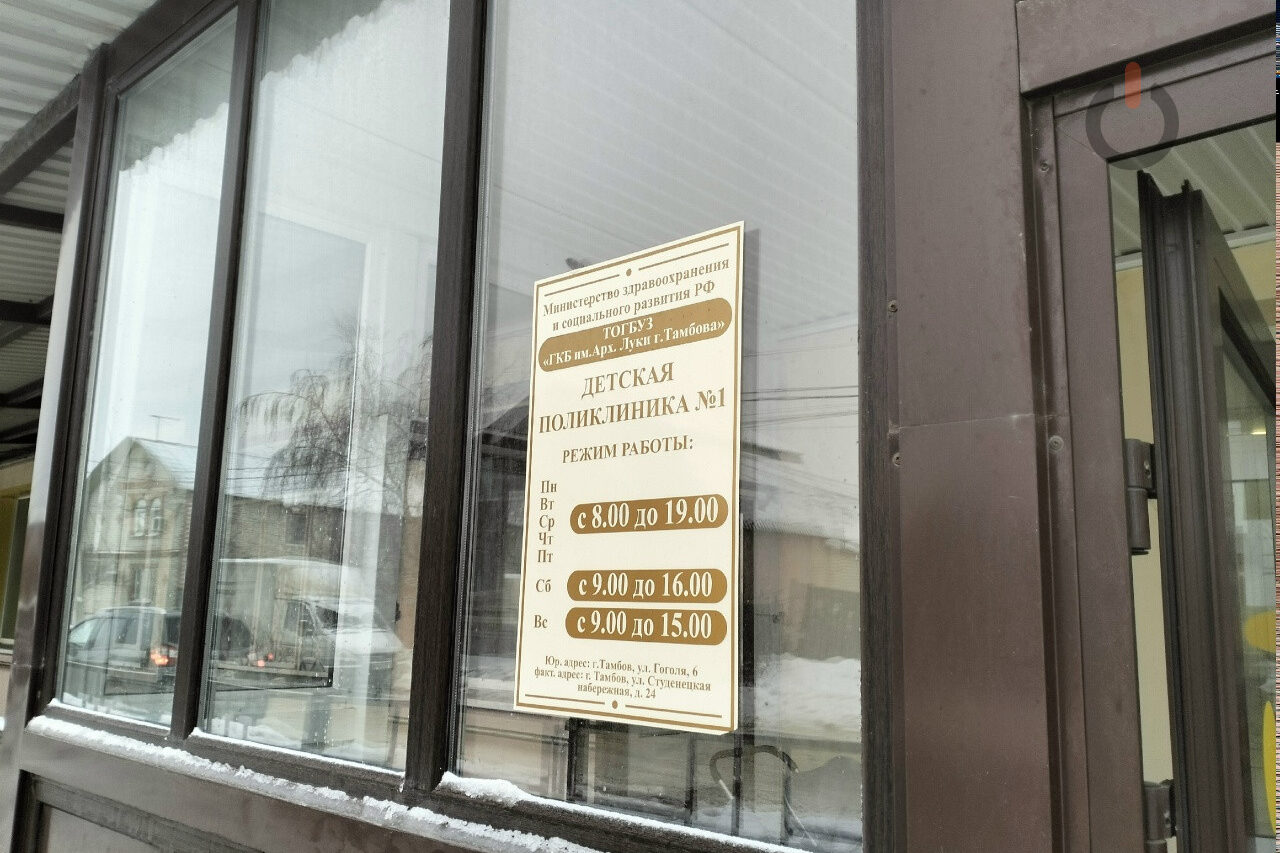 Министерство здравоохранения
и социального развития РФ
ТОГБУЗ
«ГКБ им.Арх. Луки г.Тамбова»
ДЕТСКАЯ
ПОЛИКЛИНИКА №1
РЕЖИМ РАБОТЫ:
Пн
Вт
Ср с 8.00 до 19.00
Чт
Пт
Сб с 9.00 до 16.00
Вс с 9.00 до 15.00
Юр. адрес: г.Тамбов, ул. Гоголя, 6
факт. адрес: г. Тамбов, ул. Студенецкая
набережная, д. 24